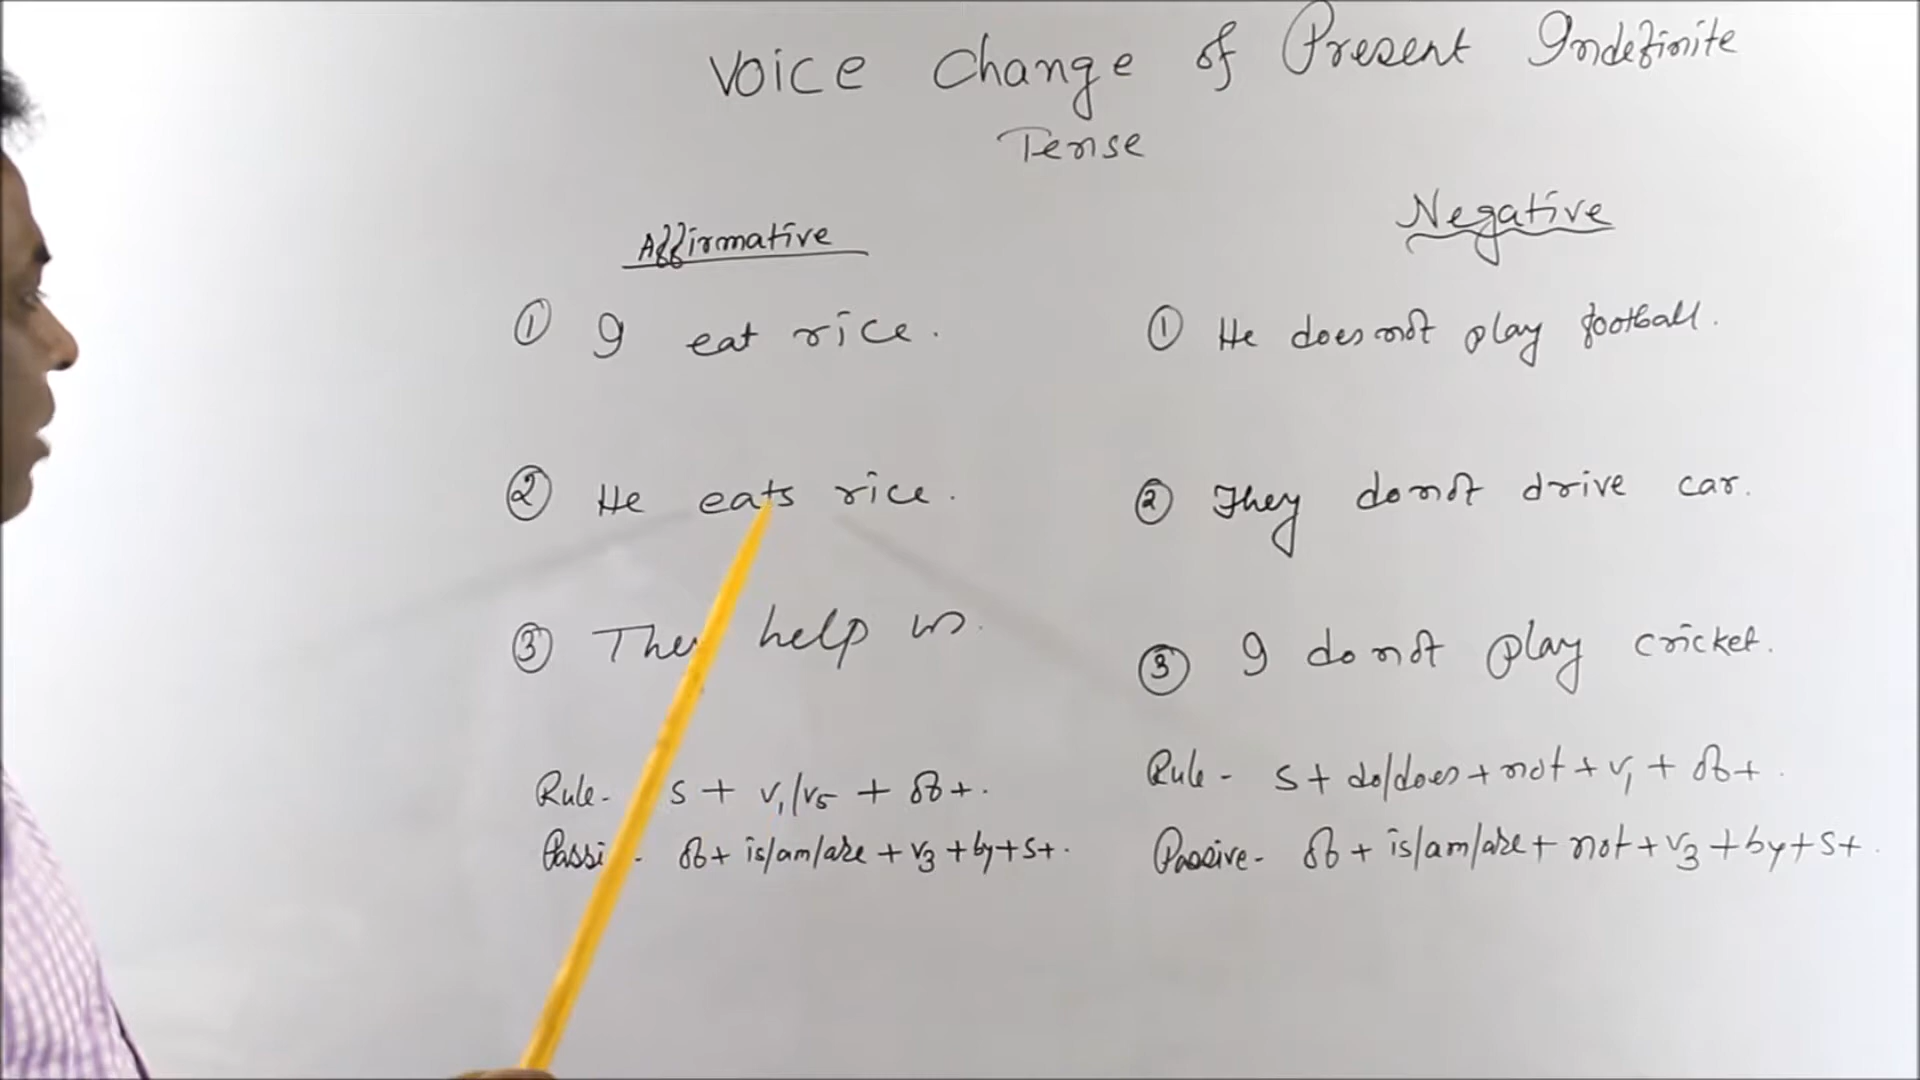 Voice Change of Present Indefinite
Tense
Affirmative
① I eat rice.
② He eats rice.
③ They help us.
Rule- S + V1/V5 + ob +.
Passi - ob + is/am/are + V3 + by + S +.
Negative
① He does not play football.
② They do not drive car.
③ I do not play cricket.
Rule - S + do/does + not + V1 + ob + .
Passive - ob + is/am/are + not + V3 + by + S + .